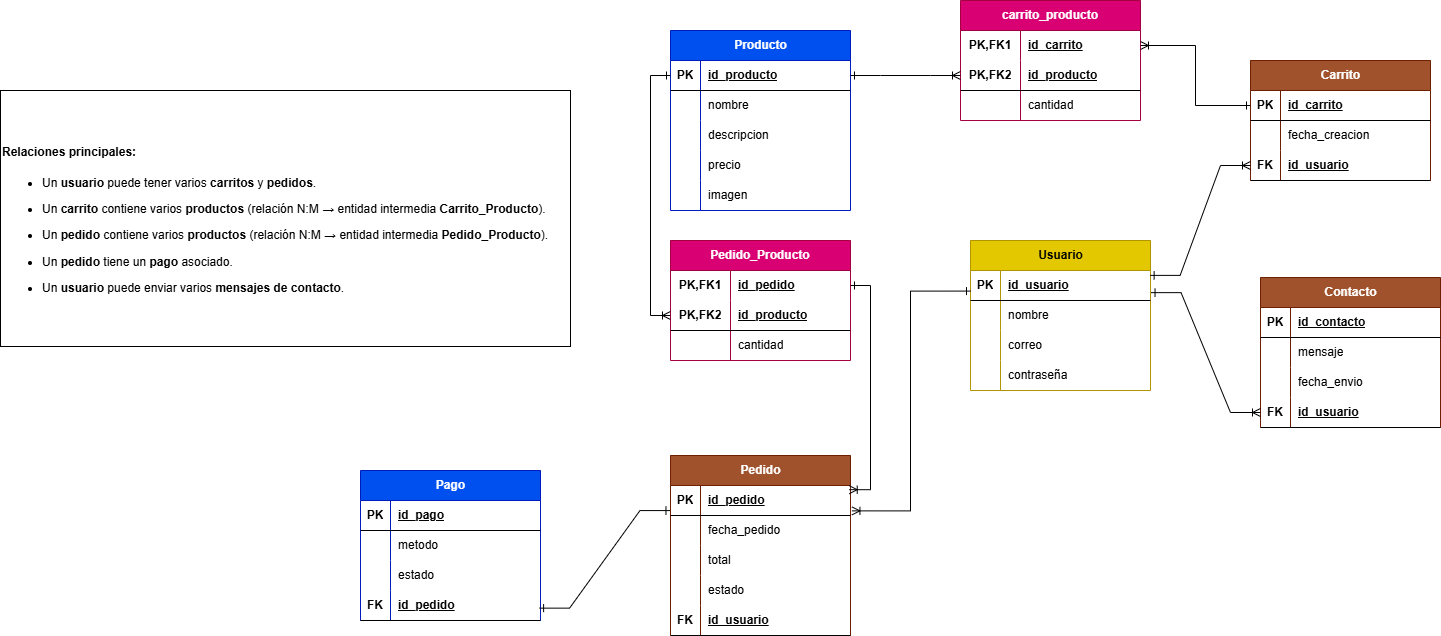 Relaciones principales:
Un usuario puede tener varios carritos y pedidos.
Un carrito contiene varios productos (relación N:M → entidad intermedia Carrito_Producto).
Un pedido contiene varios productos (relación N:M → entidad intermedia Pedido_Producto).
Un pedido tiene un pago asociado.
Un usuario puede enviar varios mensajes de contacto.
Producto
PK id_producto
nombre
descripcion
precio
imagen
carrito_producto
PK,FK1 id_carrito
PK,FK2 id_producto
cantidad
Carrito
PK id_carrito
fecha_creacion
FK id_usuario
Pedido_Producto
PK,FK1 id_pedido
PK,FK2 id_producto
cantidad
Usuario
PK id_usuario
nombre
correo
contraseña
Contacto
PK id_contacto
mensaje
fecha_envio
FK id_usuario
Pago
PK id_pago
metodo
estado
FK id_pedido
Pedido
PK id_pedido
fecha_pedido
total
estado
FK id_usuario